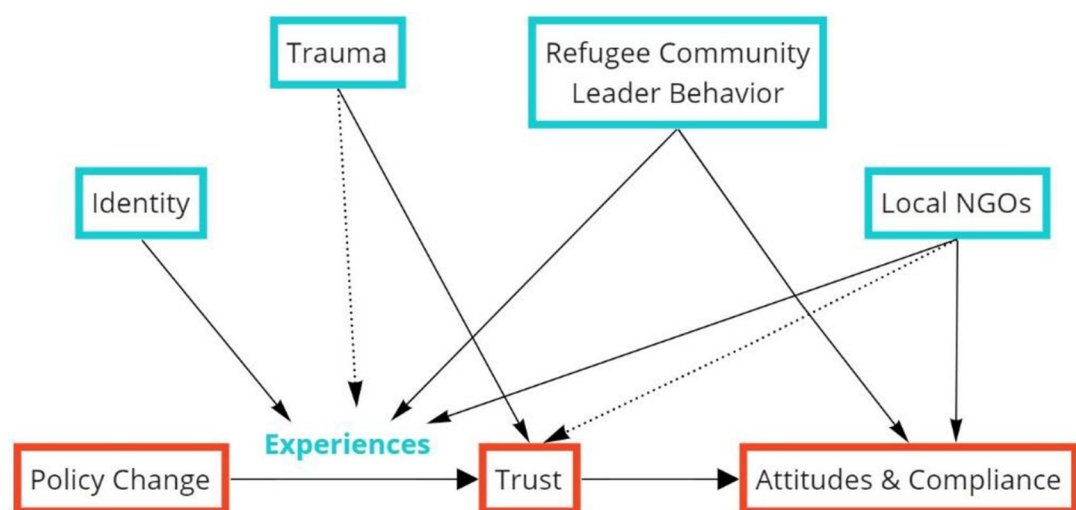 Trauma
Refugee Community
Leader Behavior
Identity
Local NGOs
Experiences
Policy Change
Trust
Attitudes & Compliance